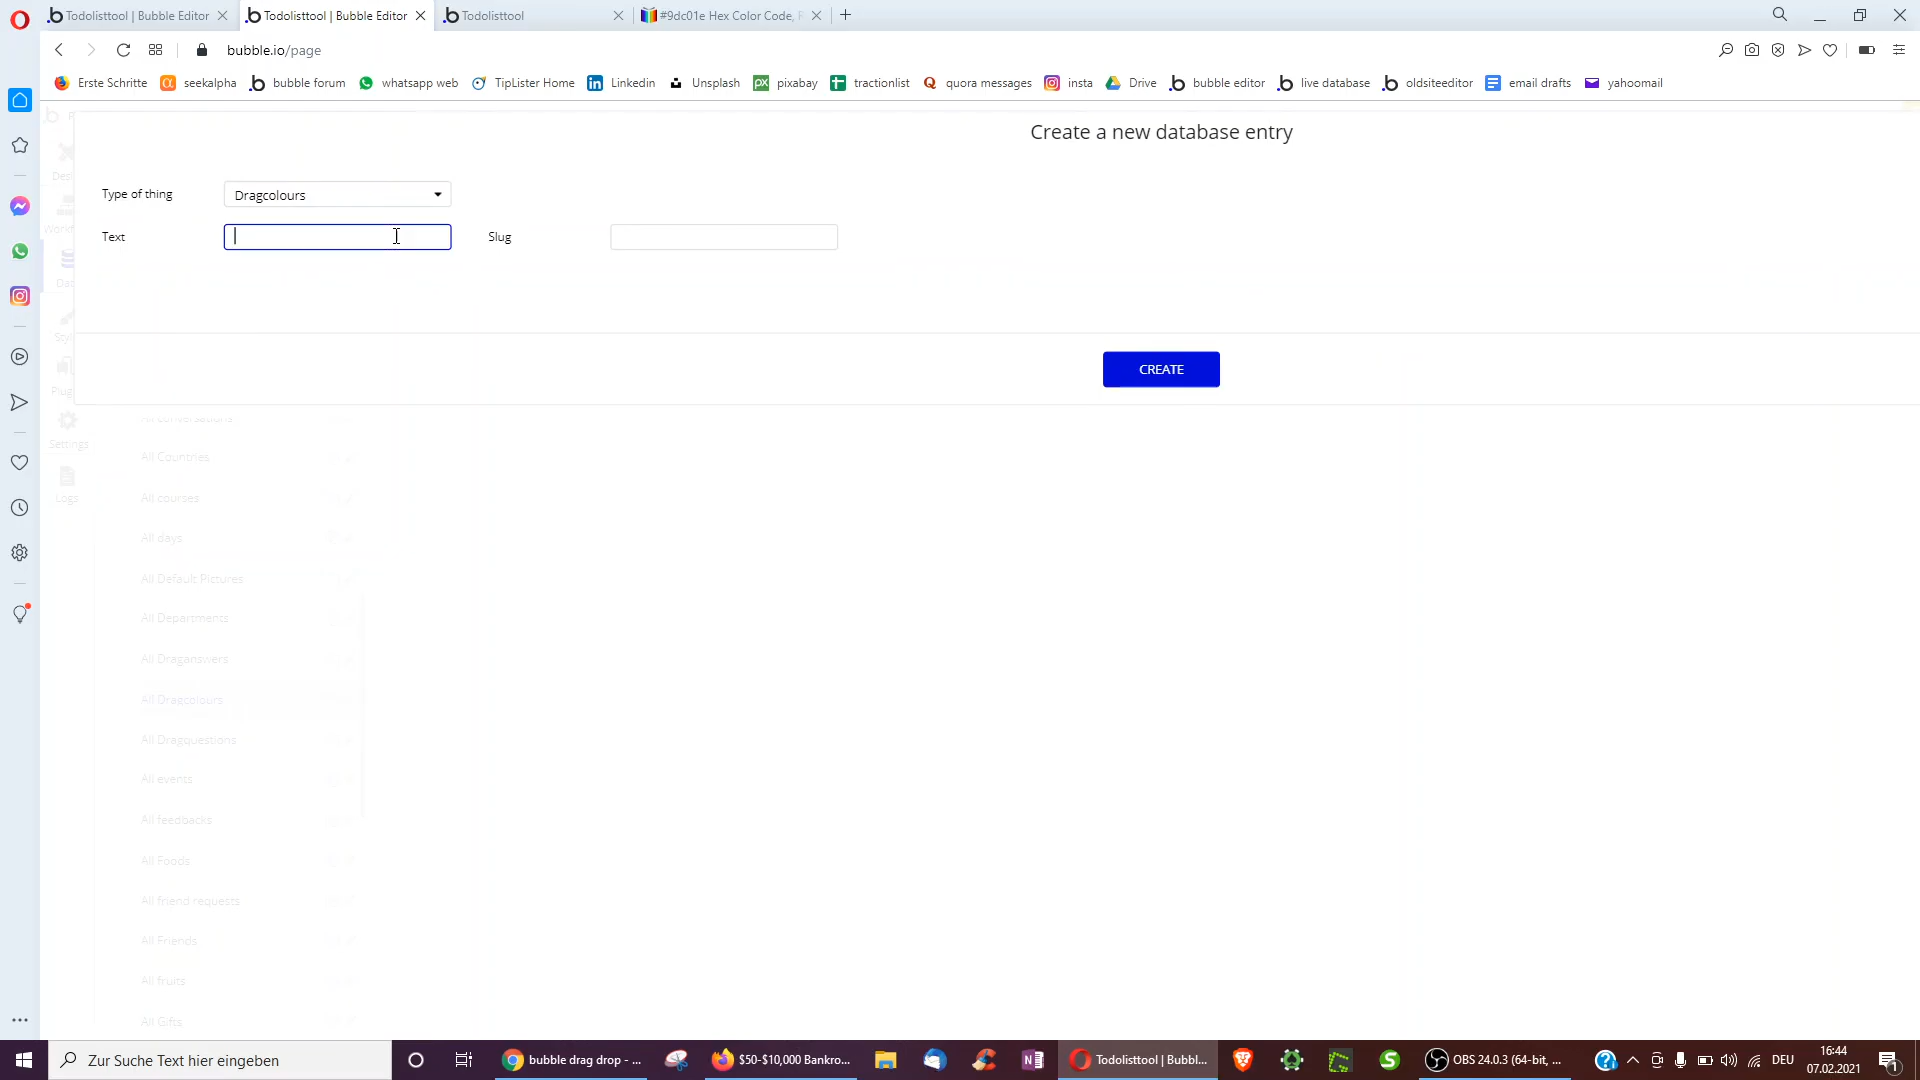 Todolisttool | Bubble Editor
Todolisttool | Bubble Editor
Todolisttool
#9dc01e Hex Color Code,
bubble.io/page
Erste Schritte
seekalpha
bubble forum
whatsapp web
TipLister Home
Linkedin
Unsplash
pixabay
tractionlist
quora messages
insta
Drive
bubble editor
live database
oldsiteeditor
email drafts
yahoomail
Create a new database entry
Type of thing
Dragcolours
Text
Slug
CREATE
Settings
Logs
All conversations
All Countries
All courses
All days
All Default Pictures
All Departments
All Draganswers
All Dragcolours
All Dragquestions
All events
All feedbacks
All Foods
All friend requests
All Friends
All fruits
All Gifts
Zur Suche Text hier eingeben
bubble drag drop - ...
$50-$10,000 Bankro...
Todolisttool | Bubbl...
OBS 24.0.3 (64-bit, ...
DEU
16:44
07.02.2021
1